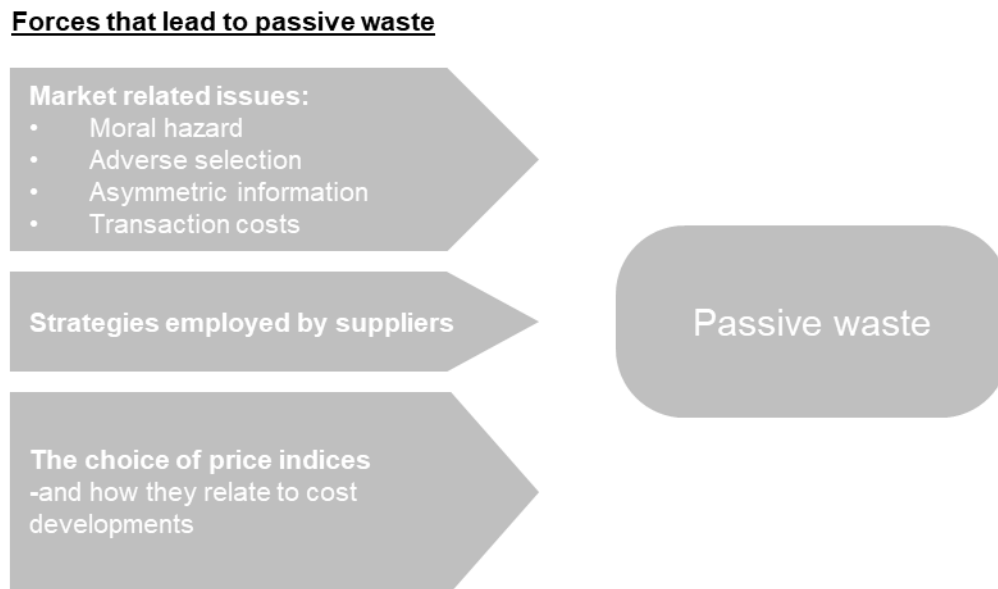 Forces that lead to passive waste
Market related issues:
• Moral hazard
• Adverse selection
• Asymmetric information
• Transaction costs
Strategies employed by suppliers
Passive waste
The choice of price indices
-and how they relate to cost
developments